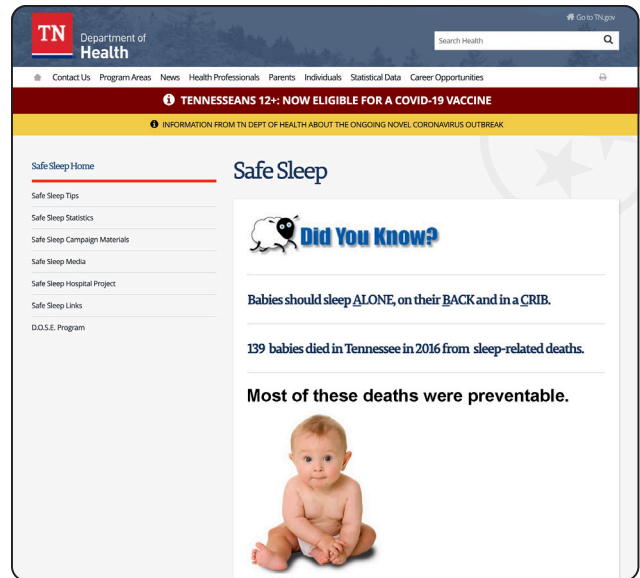 Go to TN.gov
TN
Department of
Health
Search Health
Contact Us Program Areas News Health Professionals Parents Individuals Statistical Data Career Opportunities
TENNESSEANS 12+: NOW ELIGIBLE FOR A COVID-19 VACCINE
INFORMATION FROM TN DEPT OF HEALTH ABOUT THE ONGOING NOVEL CORONAVIRUS OUTBREAK
Safe Sleep Home
Safe Sleep Tips
Safe Sleep Statistics
Safe Sleep Campaign Materials
Safe Sleep Media
Safe Sleep Hospital Project
Safe Sleep Links
D.O.S.E. Program
Safe Sleep
Did You Know?
Babies should sleep ALONE, on their BACK and in a CRIB.
139 babies died in Tennessee in 2016 from sleep-related deaths.
Most of these deaths were preventable.